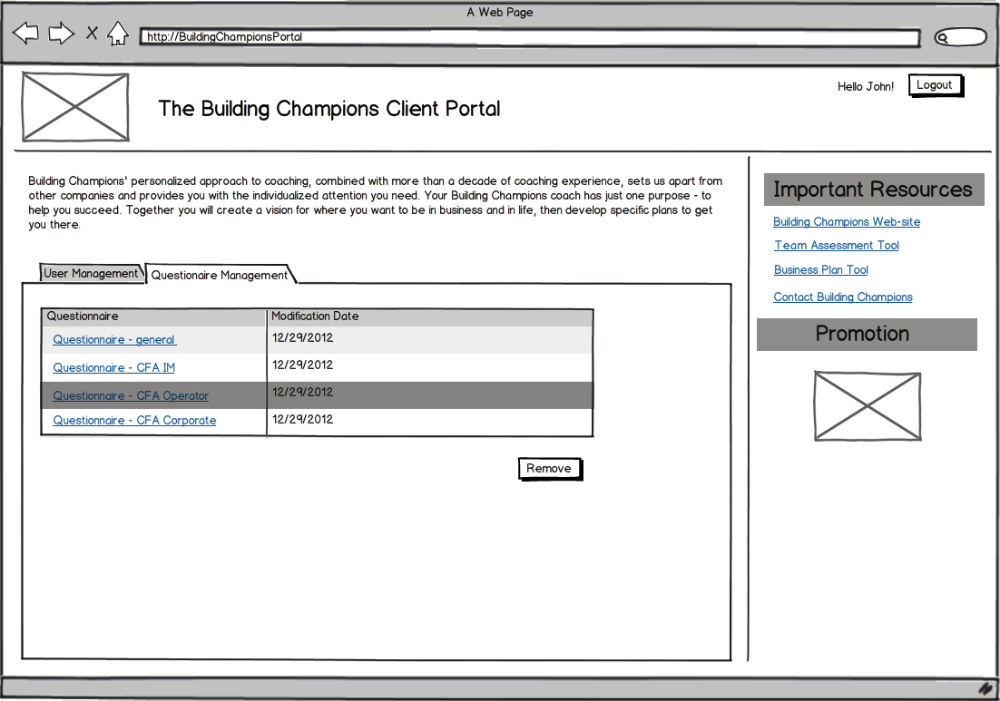 A Web Page
http://BuildingChampionsPortal
Hello John!
Logout
The Building Champions Client Portal
Building Champions' personalized approach to coaching, combined with more than a decade of coaching experience, sets us apart from
other companies and provides you with the individualized attention you need. Your Building Champions coach has just one purpose - to
help you succeed. Together you will create a vision for where you want to be in business and in life, then develop specific plans to get
you there.
User Management
Questionaire Management
Questionnaire Modification Date
Questionnaire - general 12/29/2012
Questionnaire - CFA IM 12/29/2012
Questionnaire - CFA Operator 12/29/2012
Questionnaire - CFA Corporate 12/29/2012
Remove
Important Resources
Building Champions Web-site
Team Assessment Tool
Business Plan Tool
Contact Building Champions
Promotion